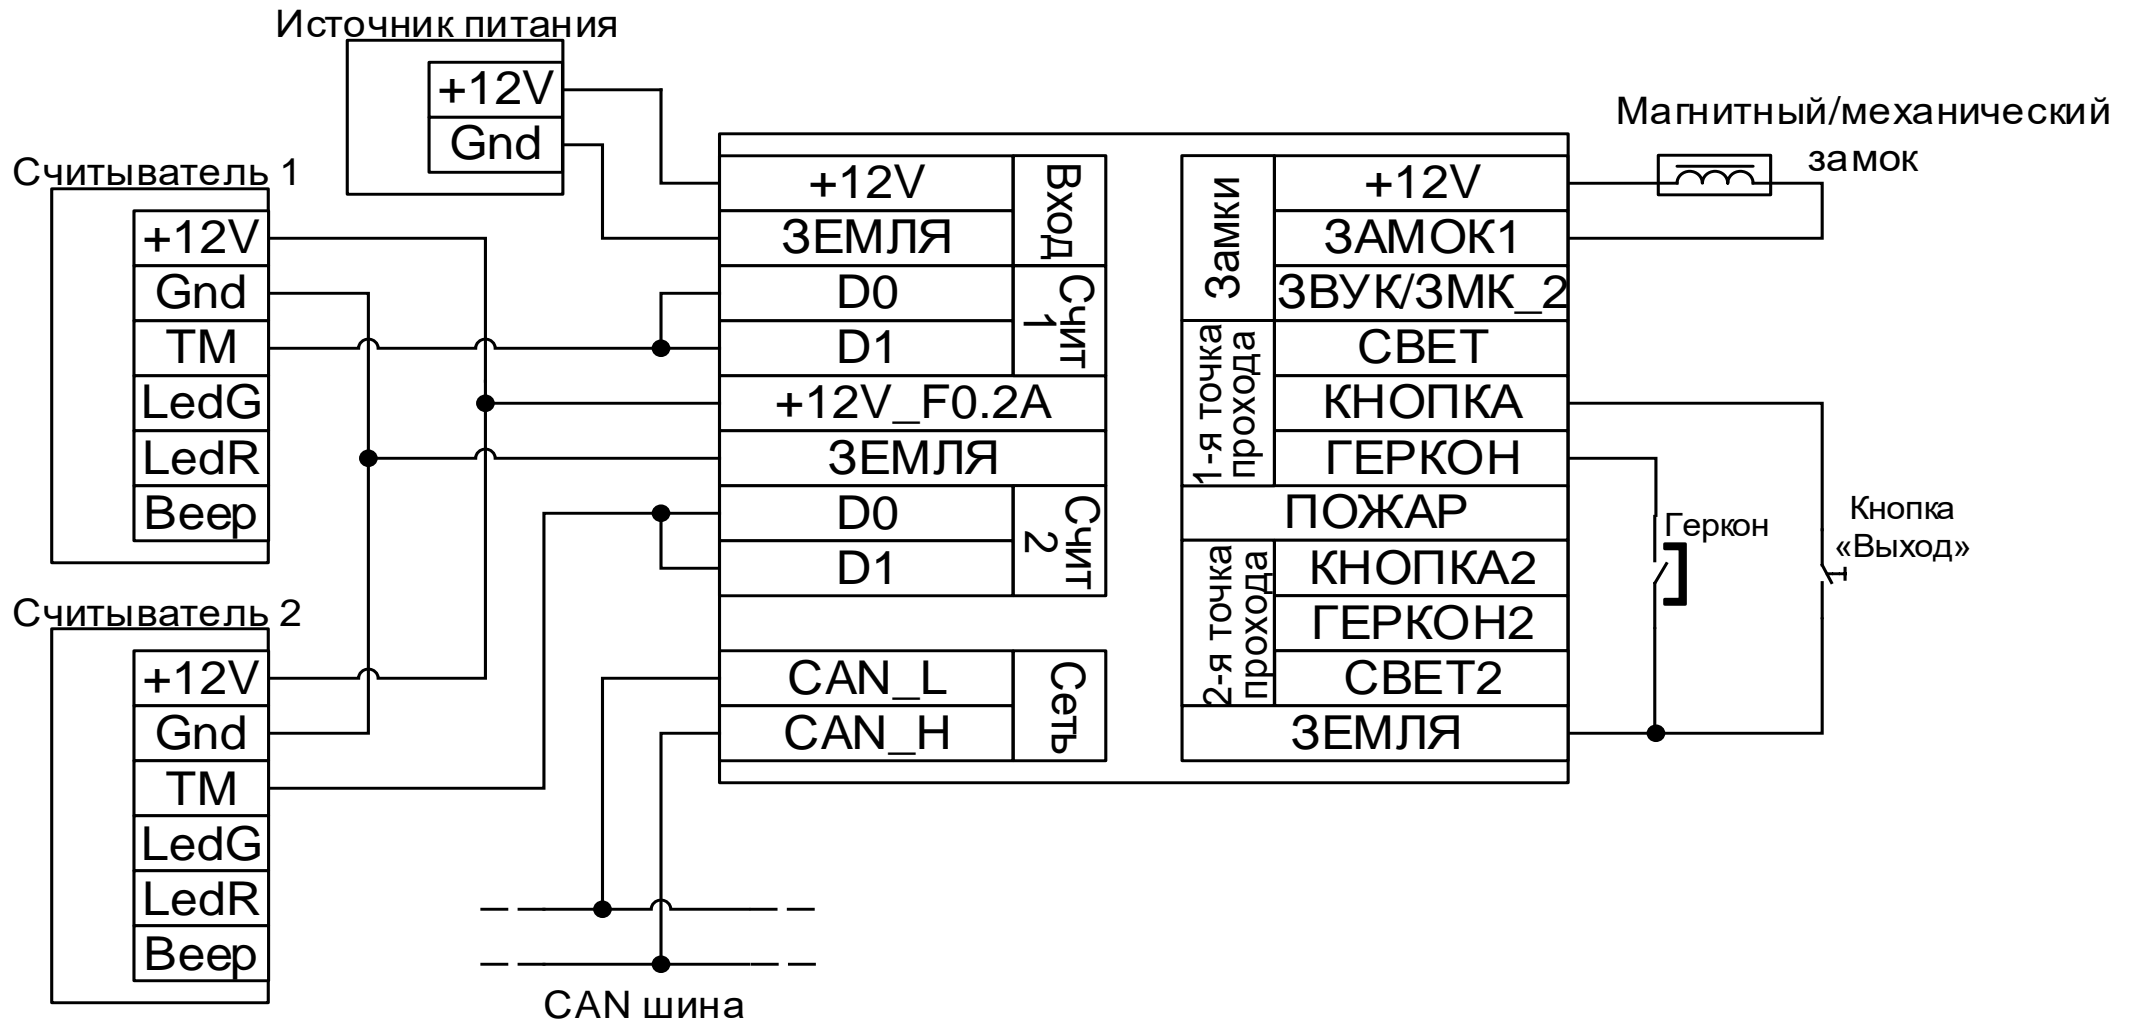 Источник питания
+12V
Gnd
Считыватель 1
+12V
Gnd
TM
LedG
LedR
Beep
Считыватель 2
+12V
Gnd
TM
LedG
LedR
Beep
+12V
ЗЕМЛЯ
Вход
D0
D1
Счит
1
+12V_F0.2A
ЗЕМЛЯ
D0
D1
Счит
2
CAN_L
CAN_H
Сеть
CAN шина
Замки
+12V
ЗАМОК1
ЗВУК/ЗМК_2
1-я точка
прохода
СВЕТ
КНОПКА
ГЕРКОН
ПОЖАР
2-я точка
прохода
КНОПКА2
ГЕРКОН2
СВЕТ2
ЗЕМЛЯ
Магнитный/механический
замок
Геркон
Кнопка
«Выход»